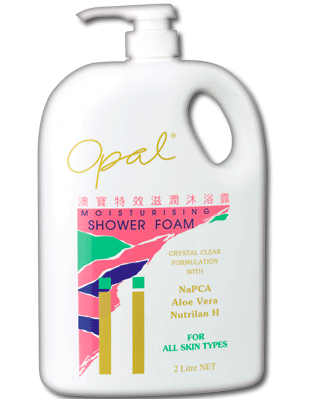 Opal®
澳寶特效滋潤沐浴露
MOISTURISING
SHOWER FOAM
CRYSTAL CLEAR
FORMULATION
WITH
NaPCA
Aloe Vera
Nutrilan H
FOR
ALL SKIN TYPES
2 Litre NET